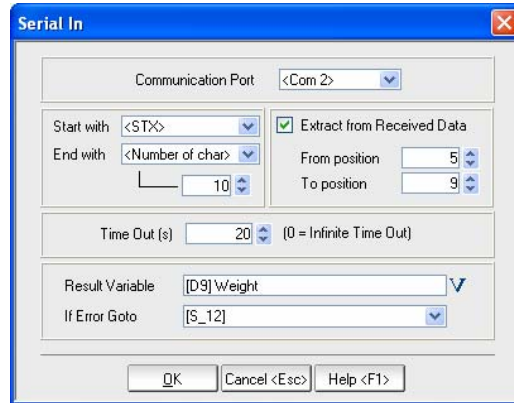 Serial In
Communication Port <Com 2>
Start with <STX>
End with <Number of char>
10
Extract from Received Data
From position 5
To position 9
Time Out (s) 20 (0 = Infinite Time Out)
Result Variable [D9] Weight V
If Error Goto [S_12]
OK Cancel <Esc> Help <F1>